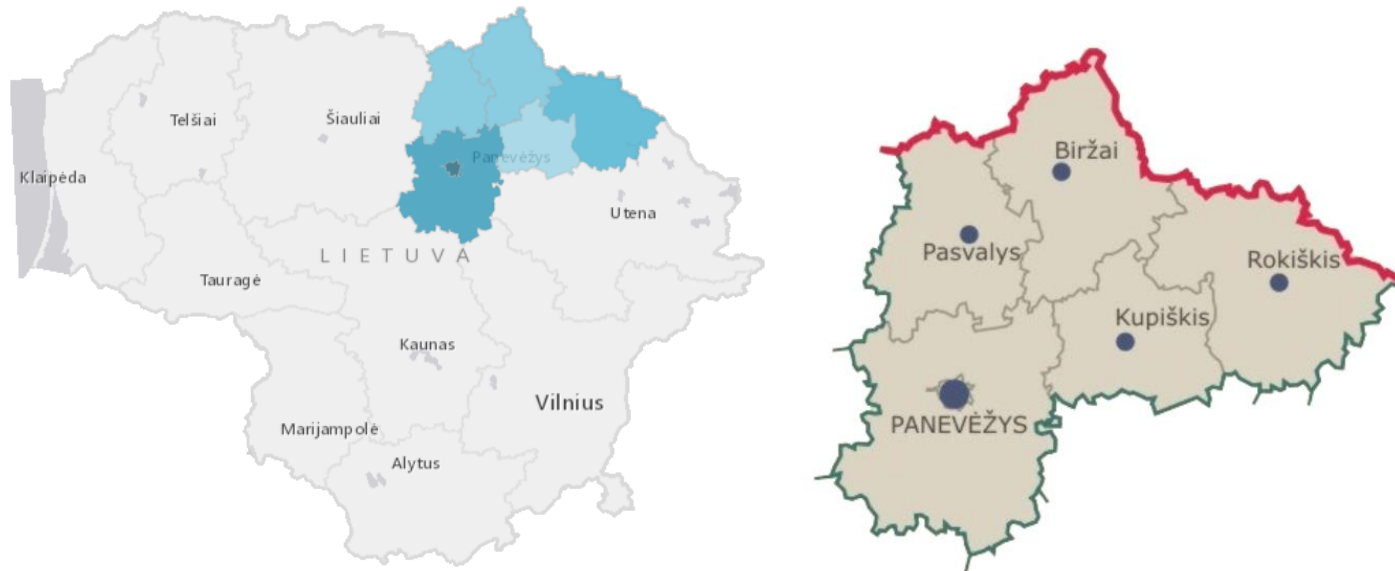 Telšiai
Šiauliai
Panevėžys
Klaipėda
Utena
LIETUVA
Tauragė
Kaunas
Vilnius
Marijampolė
Alytus
Biržai
Pasvalys
Rokiškis
Kupiškis
PANEVĖŽYS